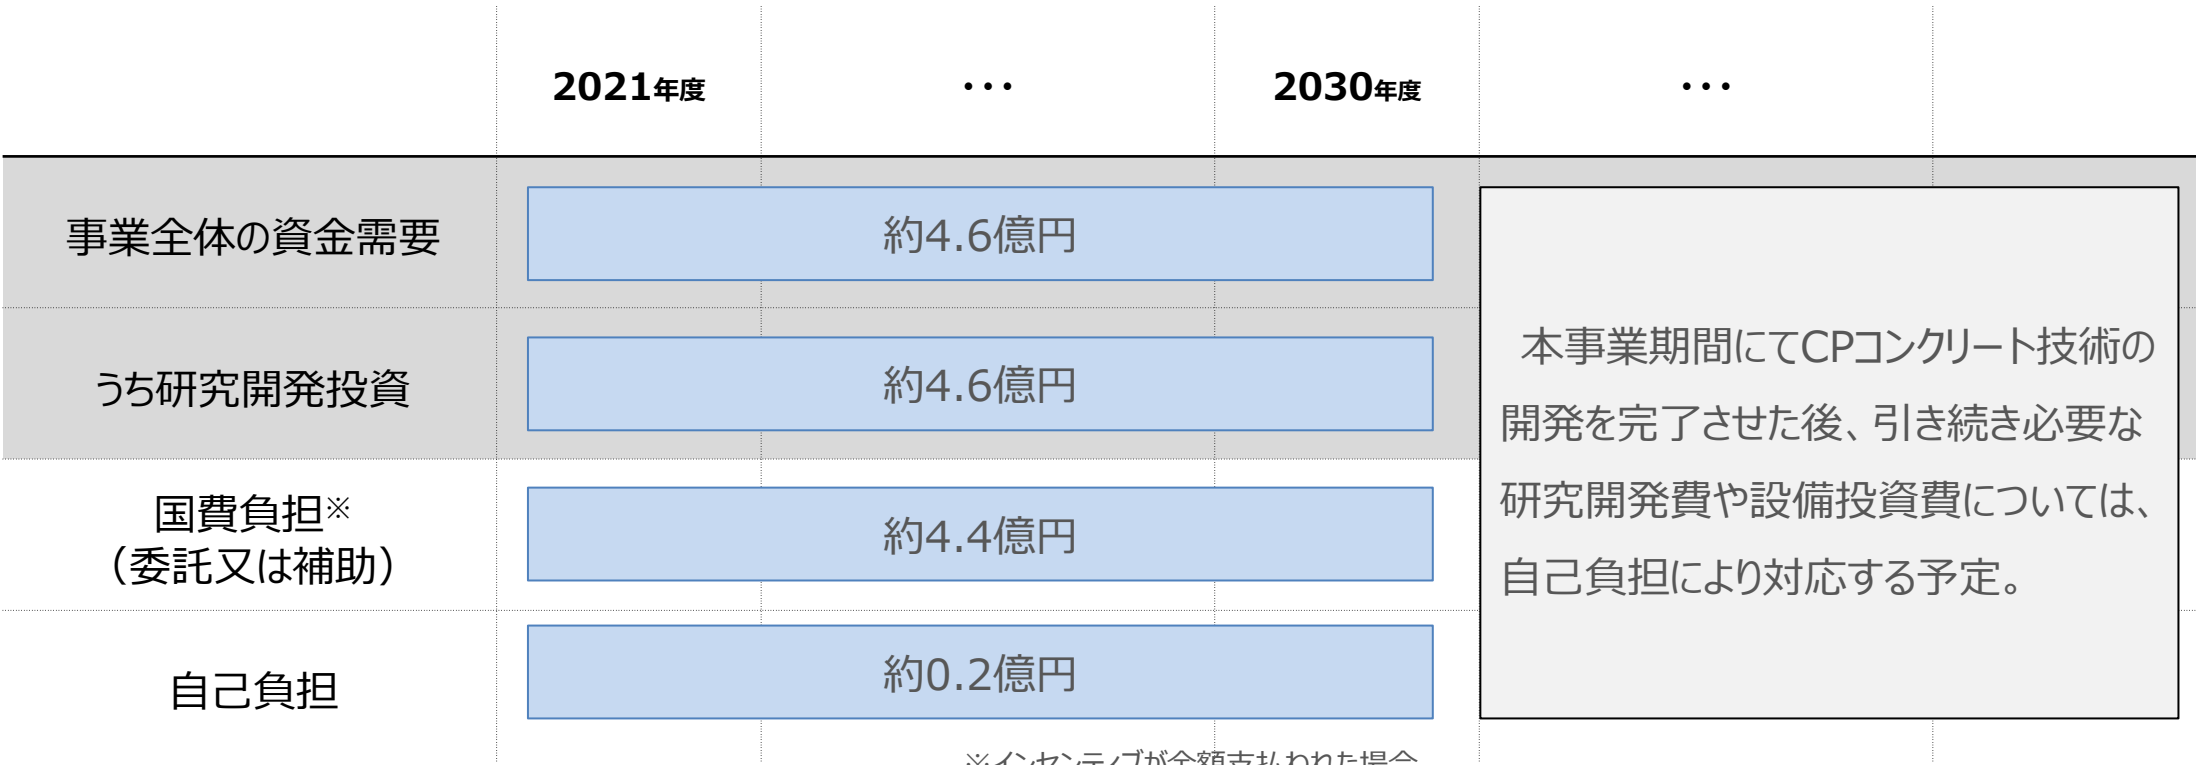 2021年度 ・・・ 2030年度 ・・・
事業全体の資金需要
約4.6億円
うち研究開発投資
約4.6億円
国費負担※
（委託又は補助）
約4.4億円
自己負担
約0.2億円
本事業期間にてCPコンクリート技術の
開発を完了させた後、引き続き必要な
研究開発費や設備投資費については、
自己負担により対応する予定。
※インセンティブが全額支払われた場合